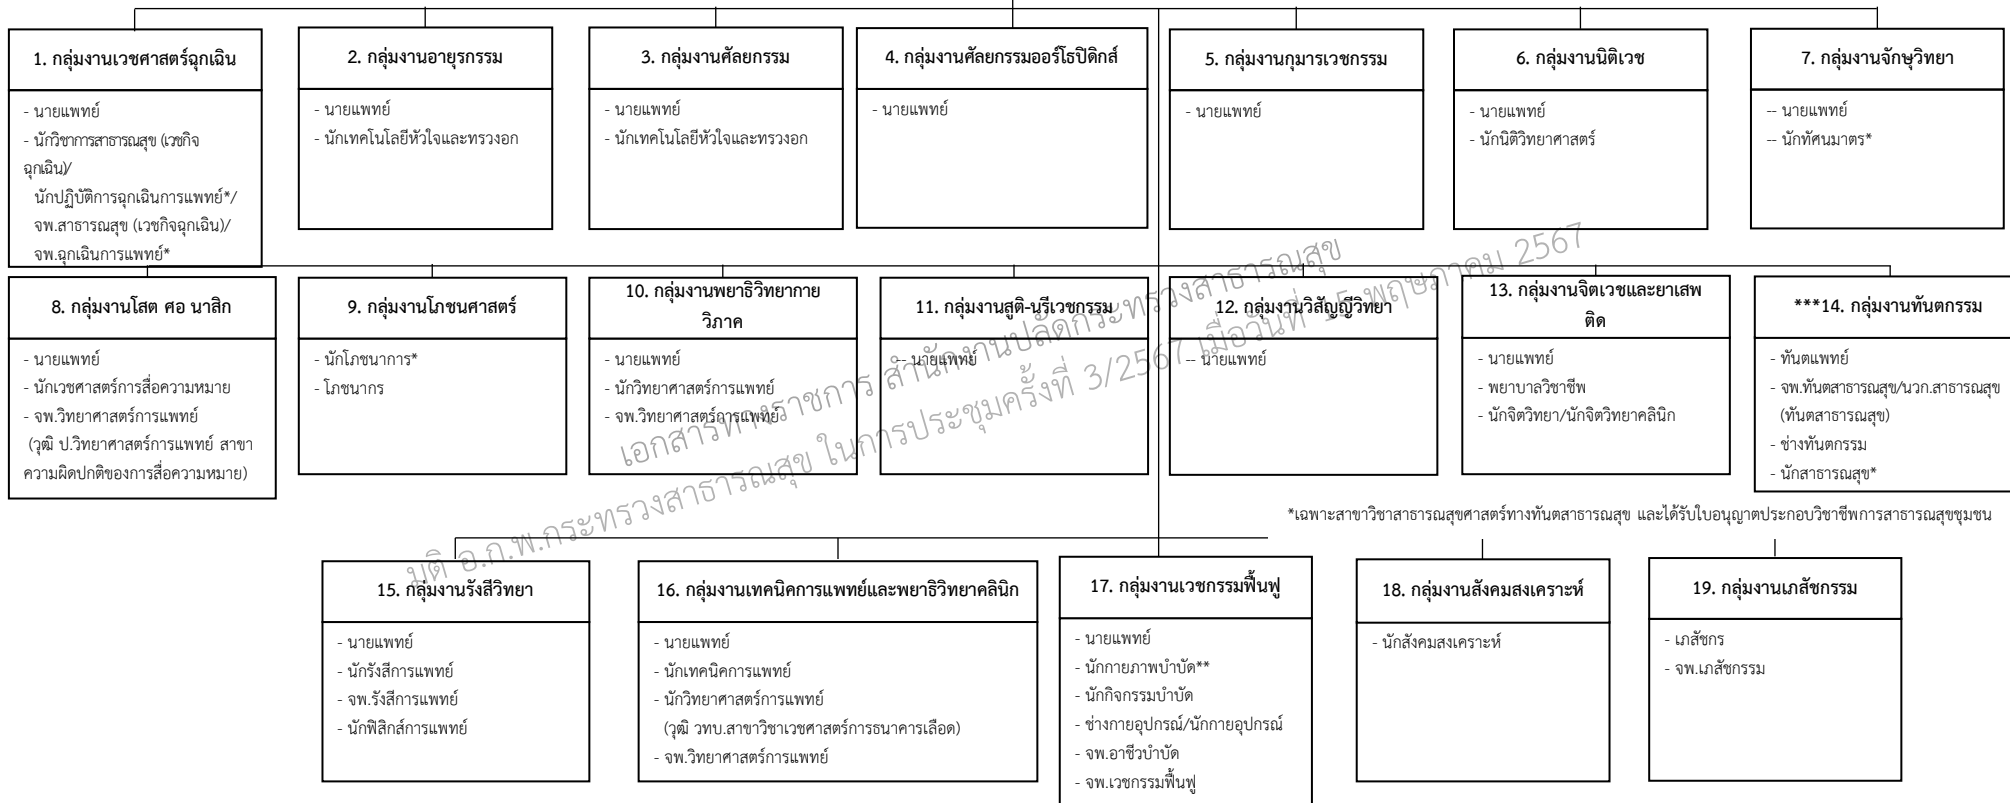 1. กลุ่มงานเวชศาสตร์ฉุกเฉิน
- นายแพทย์
- นักวิชาการสาธารณสุข (เวชกิจ
ฉุกเฉิน)/
นักปฏิบัติการฉุกเฉินการแพทย์*/
จพ.สาธารณสุข (เวชกิจฉุกเฉิน)/
จพ.ฉุกเฉินการแพทย์*
2. กลุ่มงานอายุรกรรม
- นายแพทย์
- นักเทคโนโลยีหัวใจและทรวงอก
3. กลุ่มงานศัลยกรรม
- นายแพทย์
- นักเทคโนโลยีหัวใจและทรวงอก
4. กลุ่มงานศัลยกรรมออร์โธปิดิกส์
- นายแพทย์
5. กลุ่มงานกุมารเวชกรรม
- นายแพทย์
6. กลุ่มงานนิติเวช
- นายแพทย์
- นักนิติวิทยาศาสตร์
7. กลุ่มงานจักษุวิทยา
-- นายแพทย์
-- นักทัศนมาตร*
8. กลุ่มงานโสต ศอ นาสิก
- นายแพทย์
- นักเวชศาสตร์การสื่อความหมาย
- จพ.วิทยาศาสตร์การแพทย์
(วุฒิ ป.วิทยาศาสตร์การแพทย์ สาขา
ความผิดปกติของการสื่อความหมาย)
9. กลุ่มงานโภชนศาสตร์
- นักโภชนาการ*
- โภชนากร
10. กลุ่มงานพยาธิวิทยากาย
วิภาค
- นายแพทย์
- นักวิทยาศาสตร์การแพทย์
- จพ.วิทยาศาสตร์การแพทย์
11. กลุ่มงานสูติ-นรีเวชกรรม
-- นายแพทย์
12. กลุ่มงานวิสัญญีวิทยา
-- นายแพทย์
13. กลุ่มงานจิตเวชและยาเสพ
ติด
- นายแพทย์
- พยาบาลวิชาชีพ
- นักจิตวิทยา/นักจิตวิทยาคลินิก
***14. กลุ่มงานทันตกรรม
- ทันตแพทย์
- จพ.ทันตสาธารณสุข/นวก.สาธารณสุข
(ทันตสาธารณสุข)
- ช่างทันตกรรม
- นักสาธารณสุข*
เอกสารทางราชการ สำนักงานปลัดกระทรวงสาธารณสุข
มติ อ.ก.พ.กระทรวงสาธารณสุข ในการประชุมครั้งที่ 3/2567 เมื่อวันที่ 15 พฤษภาคม 2567
*เฉพาะสาขาวิชาสาธารณสุขศาสตร์ทางทันตสาธารณสุข และได้รับใบอนุญาตประกอบวิชาชีพการสาธารณสุขชุมชน
15. กลุ่มงานรังสีวิทยา
- นายแพทย์
- นักรังสีการแพทย์
- จพ.รังสีการแพทย์
- นักฟิสิกส์การแพทย์
16. กลุ่มงานเทคนิคการแพทย์และพยาธิวิทยาคลินิก
- นายแพทย์
- นักเทคนิคการแพทย์
- นักวิทยาศาสตร์การแพทย์
(วุฒิ วทบ.สาขาวิชาเวชศาสตร์การธนาคารเลือด)
- จพ.วิทยาศาสตร์การแพทย์
17. กลุ่มงานเวชกรรมฟื้นฟู
- นายแพทย์
- นักกายภาพบำบัด**
- นักกิจกรรมบำบัด
- ช่างกายอุปกรณ์/นักกายอุปกรณ์
- จพ.อาชีวบำบัด
- จพ.เวชกรรมฟื้นฟู
18. กลุ่มงานสังคมสงเคราะห์
- นักสังคมสงเคราะห์
19. กลุ่มงานเภสัชกรรม
- เภสัชกร
- จพ.เภสัชกรรม